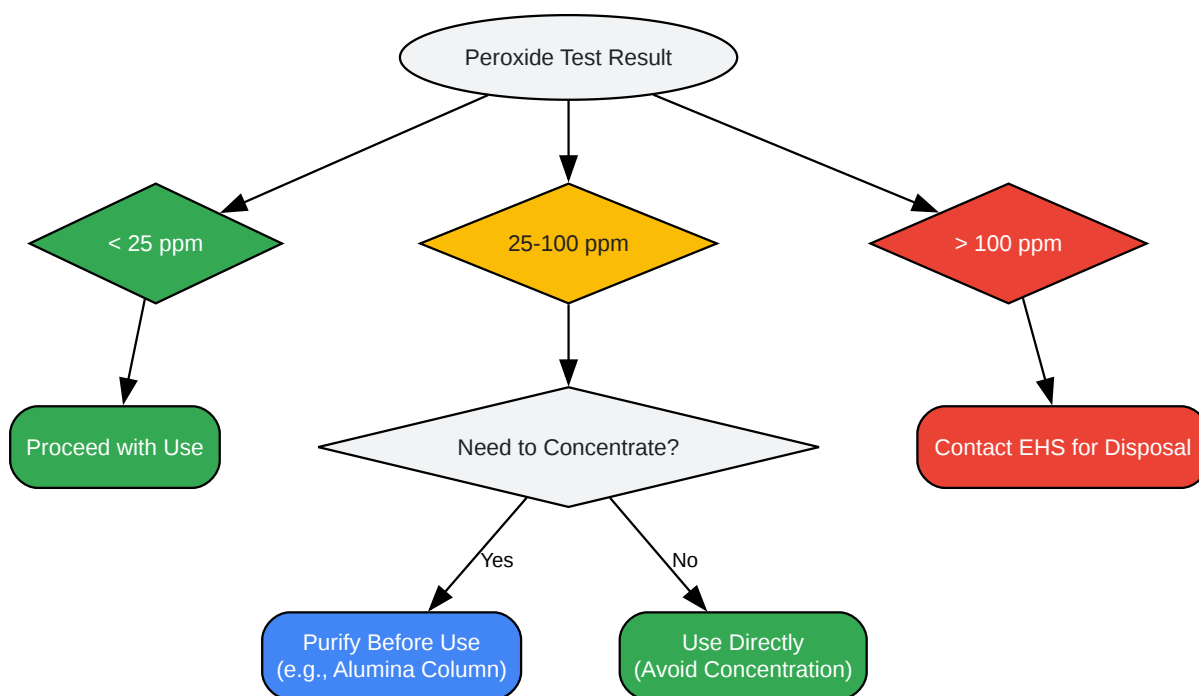 Peroxide Test Result
< 25 ppm
25-100 ppm
> 100 ppm
Proceed with Use
Need to Concentrate?
Contact EHS for Disposal
Yes
No
Purify Before Use
(e.g., Alumina Column)
Use Directly
(Avoid Concentration)